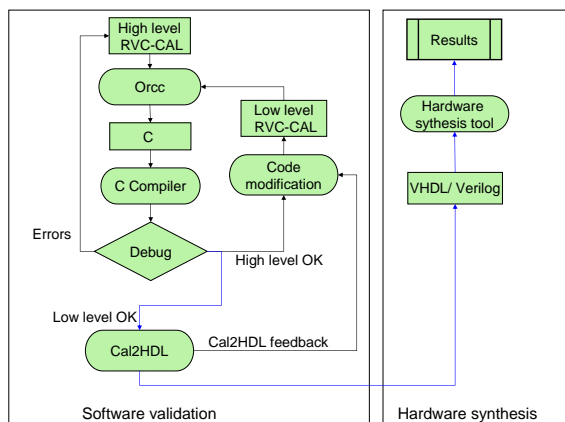 High level
RVC-CAL
Orcc
C
C Compiler
Debug
Errors
High level OK
Low level
RVC-CAL
Code
modification
Low level OK
Cal2HDL
Cal2HDL feedback
Software validation
Results
Hardware
sythesis tool
VHDL/ Verilog
Hardware synthesis